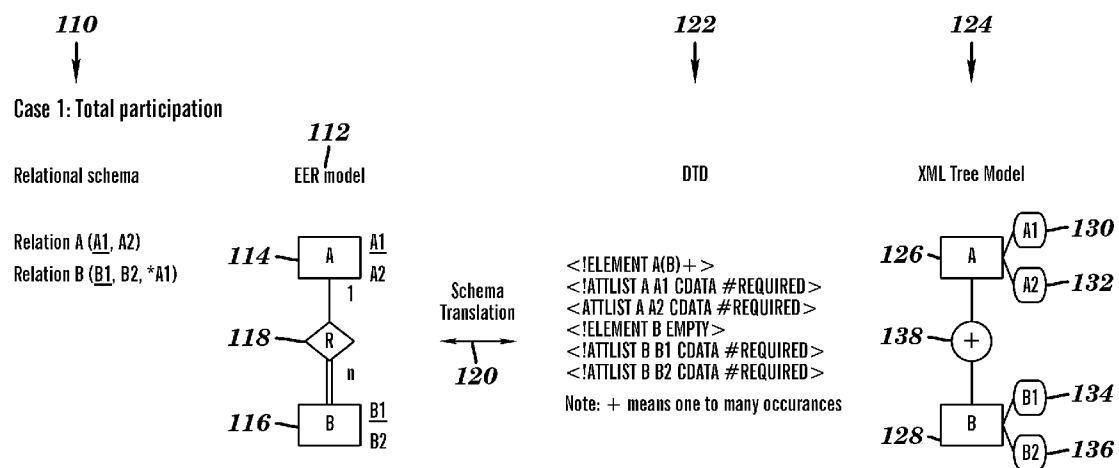 110
122
124
Case 1: Total participation
112
Relational schema
EER model
DTD
XML Tree Model
Relation A (A1, A2)
Relation B (B1, B2, *A1)
114
A
A1
A2
1
118
R
n
116
B
B1
B2
Schema
Translation
120
<!ELEMENT A(B)+>
<!ATTLIST A A1 CDATA #REQUIRED>
<ATTLIST A A2 CDATA #REQUIRED>
<!ELEMENT B EMPTY>
<!ATTLIST B B1 CDATA #REQUIRED>
<!ATTLIST B B2 CDATA #REQUIRED>
Note: + means one to many occurances
126
A
A1
130
A2
132
138
+
128
B
B1
134
B2
136